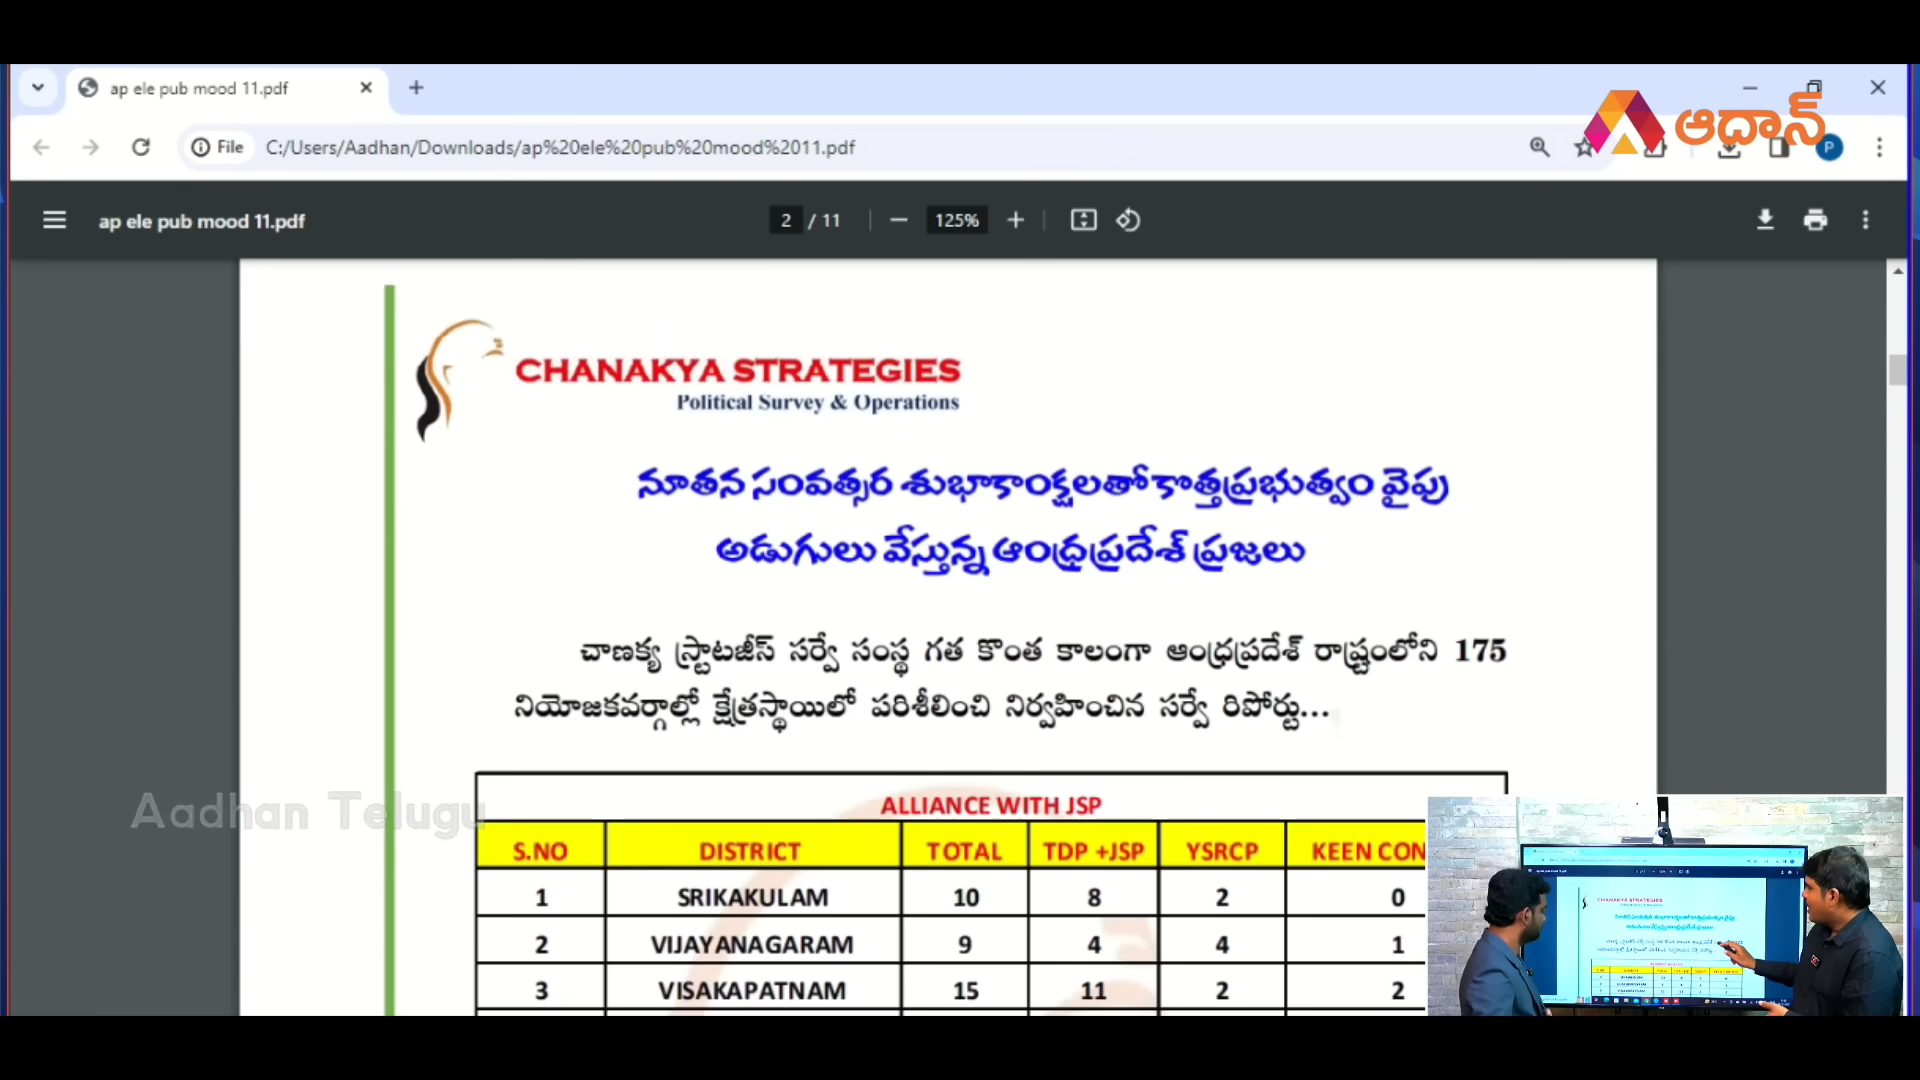 ap ele pub mood 11.pdf
ఆదాన్
File
C:/Users/Aadhan/Downloads/ap%20ele%20pub%20mood%2011.pdf
P
ap ele pub mood 11.pdf
2 / 11
125%
CHANAKYA STRATEGIES
Political Survey & Operations
నూతన సంవత్సర శుభాకాంక్షలతో కొత్తప్రభుత్వం వైపు
అడుగులు వేస్తున్న ఆంధ్రప్రదేశ్ ప్రజలు
చాణక్య స్ట్రాటజీస్ సర్వే సంస్థ గత కొంత కాలంగా ఆంధ్రప్రదేశ్ రాష్ట్రంలోని 175
నియోజకవర్గాల్లో క్షేత్రస్థాయిలో పరిశీలించి నిర్వహించిన సర్వే రిపోర్టు...
Aadhan Telugu
ALLIANCE WITH JSP
S.NO DISTRICT TOTAL TDP +JSP YSRCP KEEN CON
1 SRIKAKULAM 10 8 2 0
2 VIJAYANAGARAM 9 4 4 1
3 VISAKAPATNAM 15 11 2 2